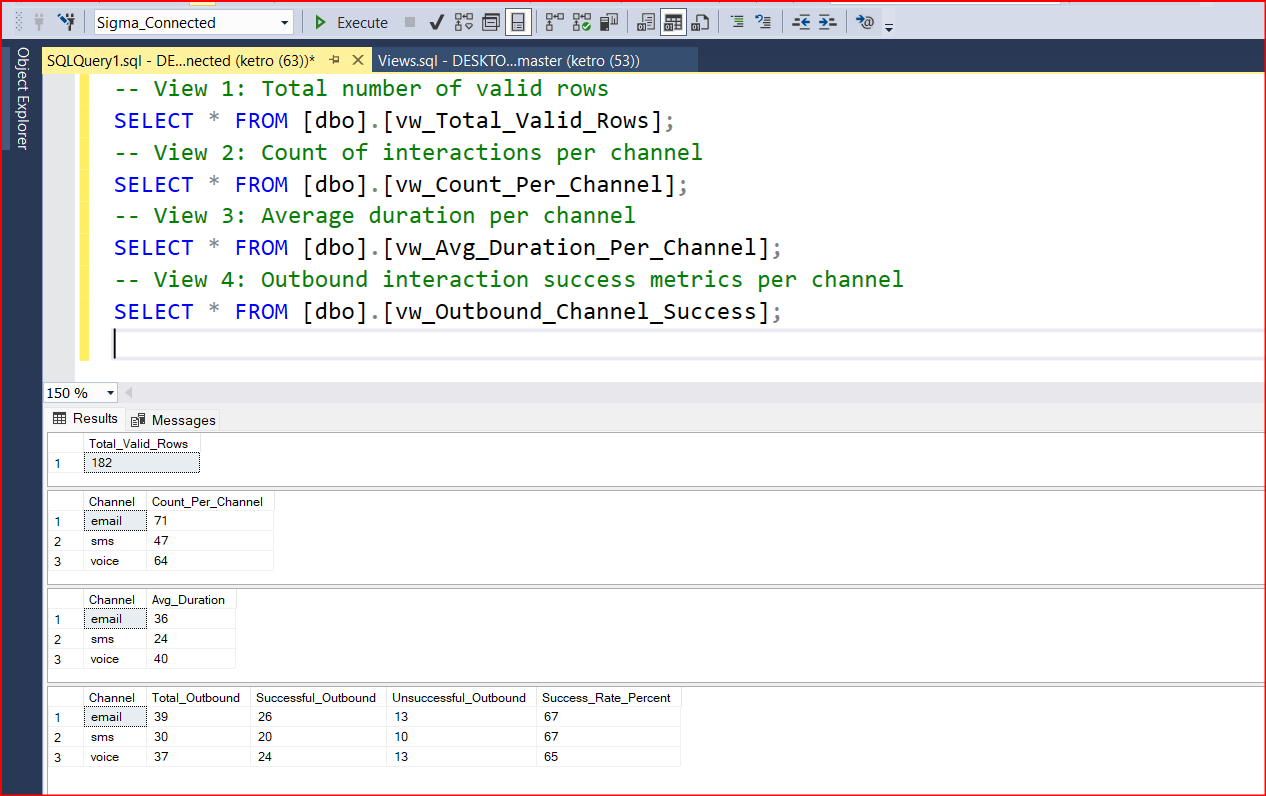 Sigma_Connected
Execute
Object Explorer
SQLQuery1.sql - DE...nected (ketro (63))*
Views.sql - DESKTO...master (ketro (53))
-- View 1: Total number of valid rows
SELECT * FROM [dbo].[vw_Total_Valid_Rows];
-- View 2: Count of interactions per channel
SELECT * FROM [dbo].[vw_Count_Per_Channel];
-- View 3: Average duration per channel
SELECT * FROM [dbo].[vw_Avg_Duration_Per_Channel];
-- View 4: Outbound interaction success metrics per channel
SELECT * FROM [dbo].[vw_Outbound_Channel_Success];
150 %
Results Messages
Total_Valid_Rows
1 182
Channel Count_Per_Channel
1 email 71
2 sms 47
3 voice 64
Channel Avg_Duration
1 email 36
2 sms 24
3 voice 40
Channel Total_Outbound Successful_Outbound Unsuccessful_Outbound Success_Rate_Percent
1 email 39 26 13 67
2 sms 30 20 10 67
3 voice 37 24 13 65